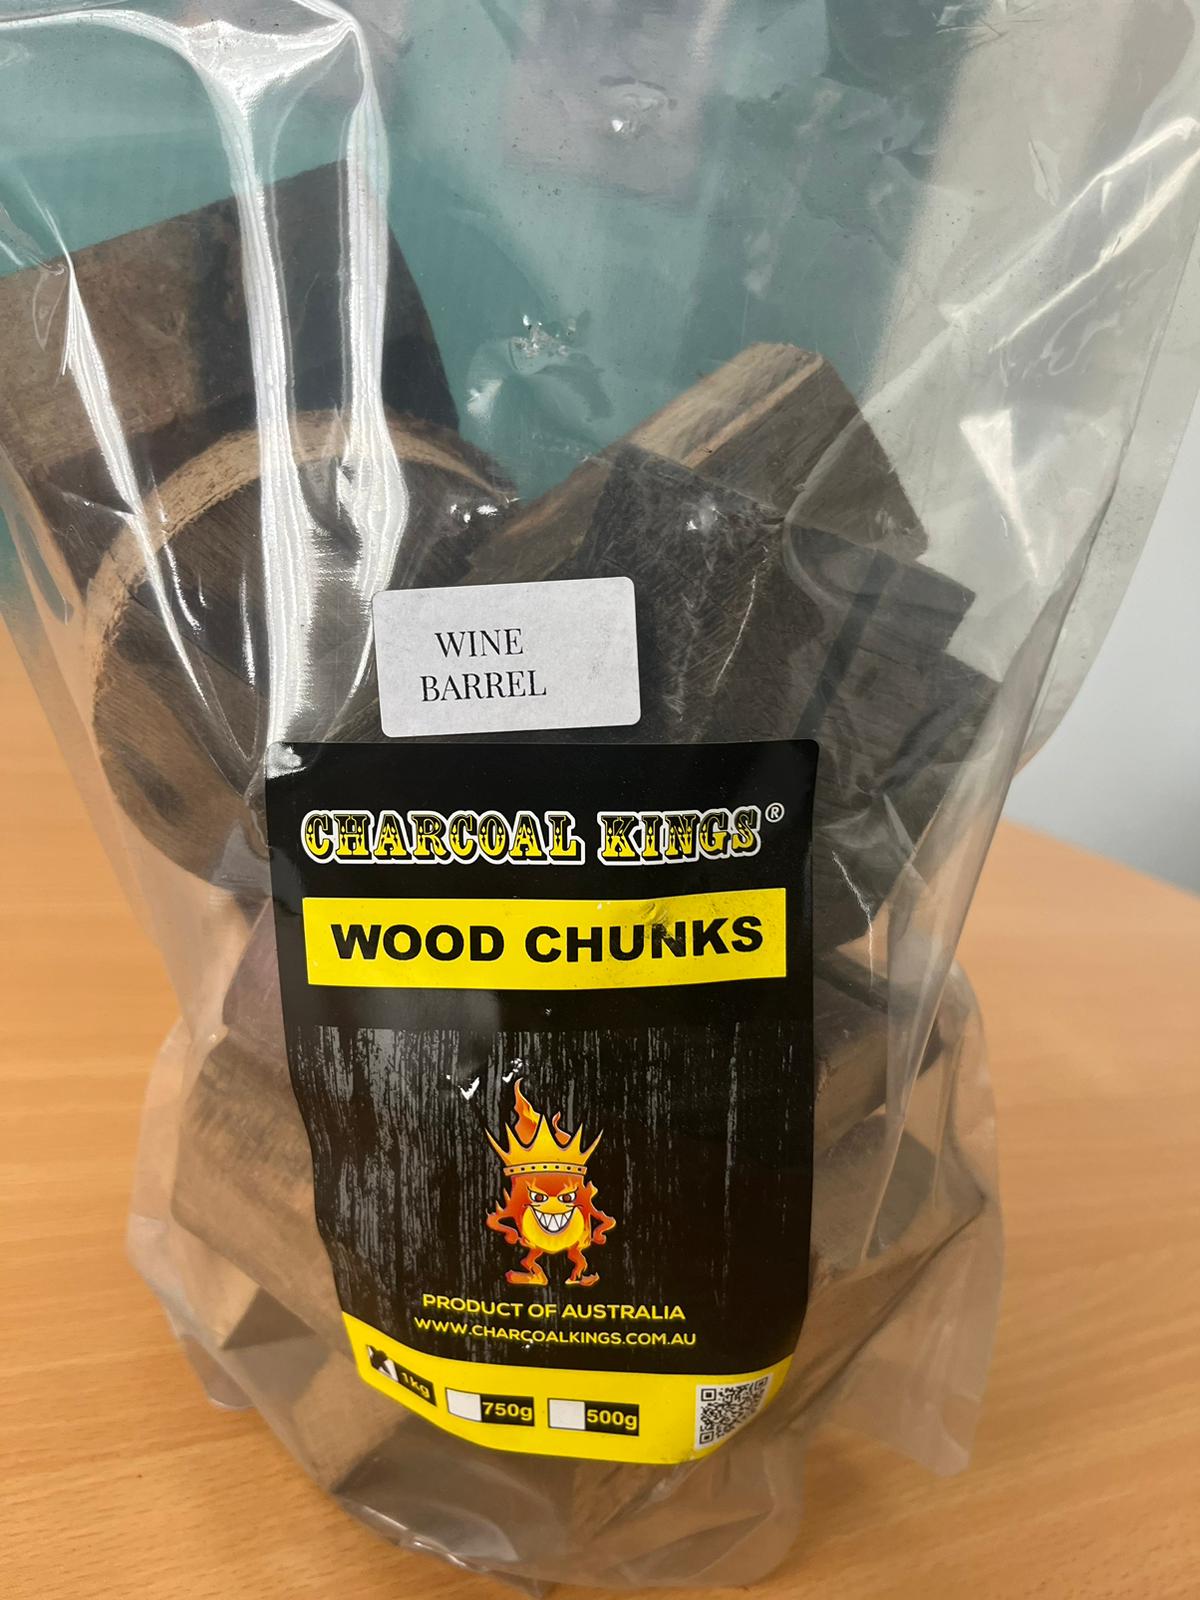 WINE
BARREL
CHARCOAL KINGS®
WOOD CHUNKS
PRODUCT OF AUSTRALIA
WWW.CHARCOALKINGS.COM.AU
1kg 750g 500g